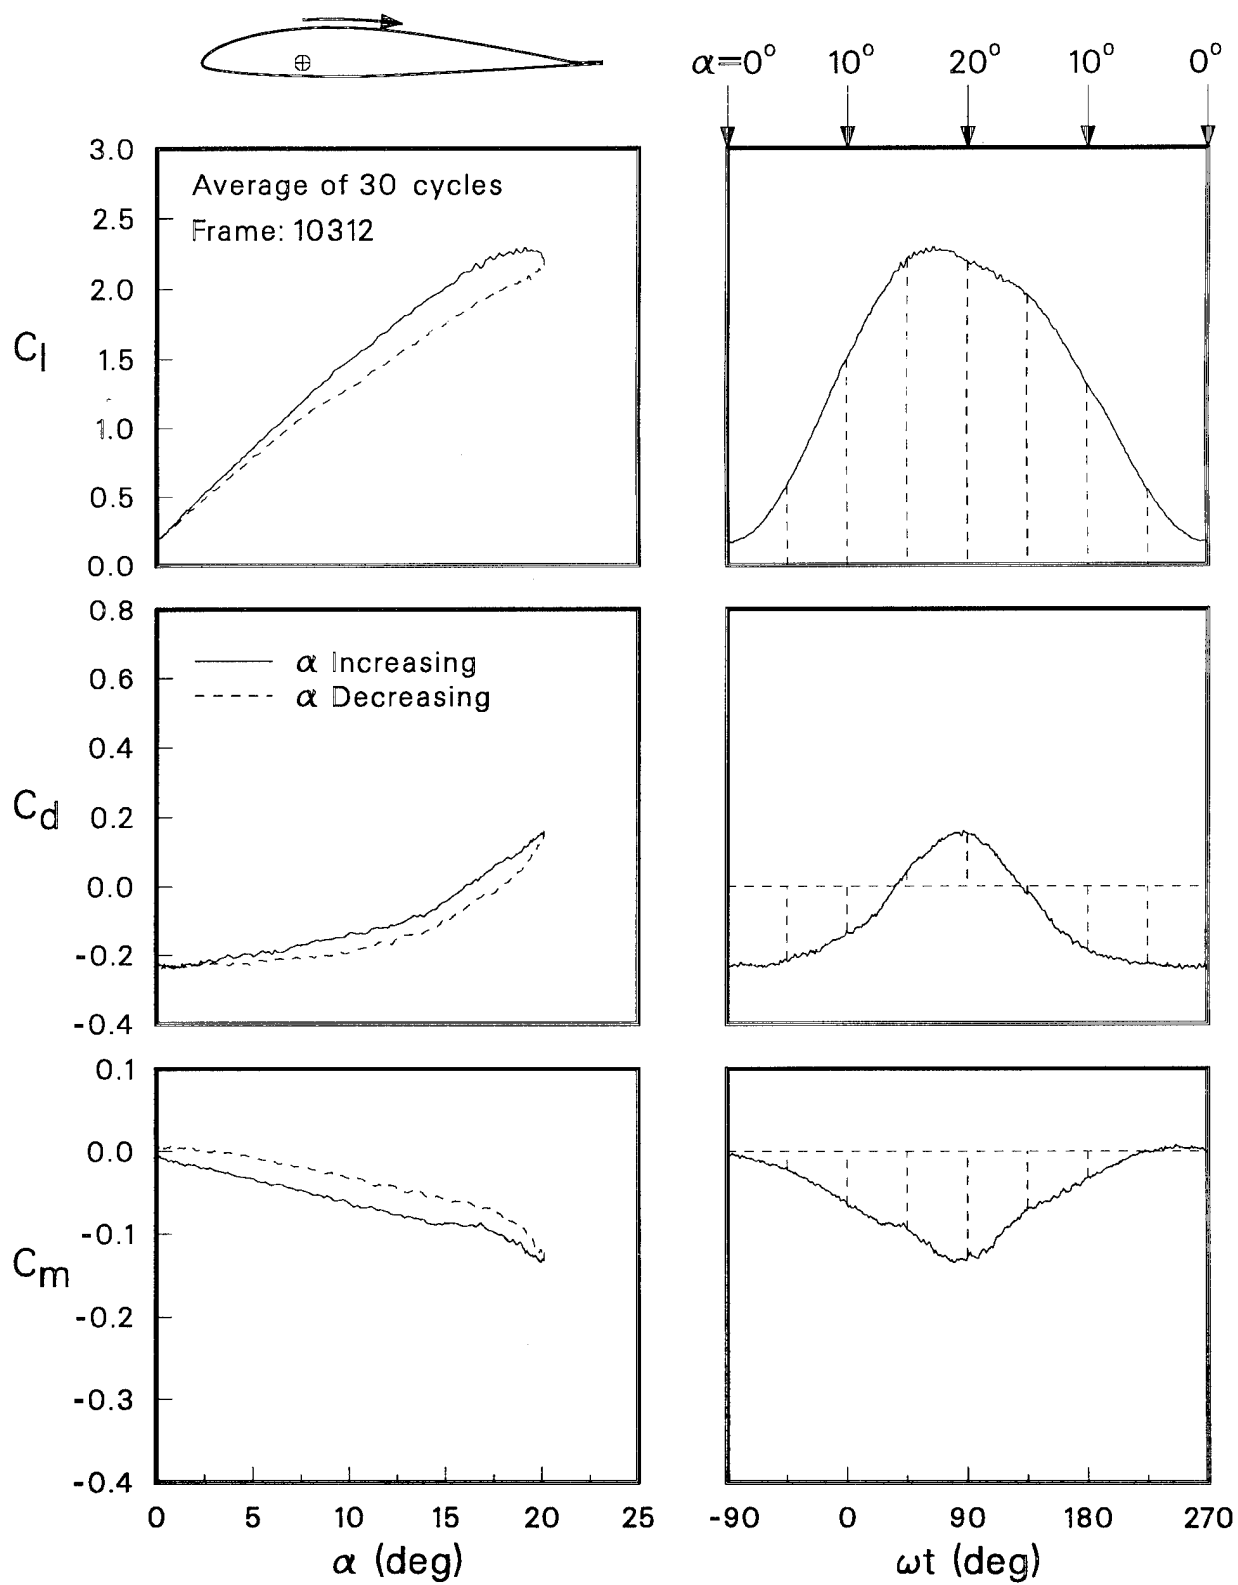 α=0° 10° 20° 10° 0°
3.0
Average of 30 cycles
2.5
Frame: 10312
2.0
C_l
1.5
1.0
0.5
0.0
0.8
α Increasing
0.6
α Decreasing
0.4
C_d
0.2
0.0
-0.2
-0.4
0.1
0.0
-0.1
C_m
-0.2
-0.3
-0.4
0 5 10 15 20 25
-90 0 90 180 270
α (deg)
ωt (deg)